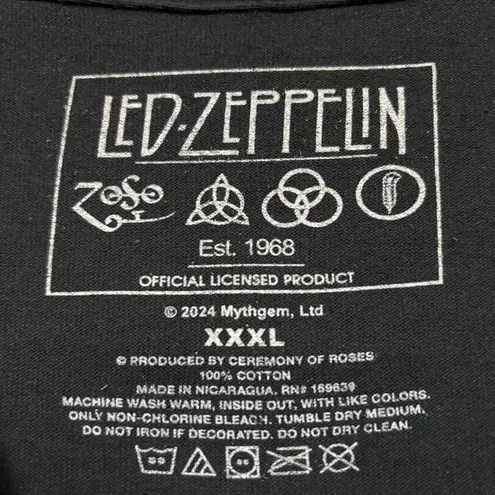 LED·ZEPPELIN
ZOSO
Est. 1968
OFFICIAL LICENSED PRODUCT
© 2024 Mythgem, Ltd
XXXL
© PRODUCED BY CEREMONY OF ROSES
100% COTTON
MADE IN NICARAGUA. RN# 169639
MACHINE WASH WARM, INSIDE OUT, WITH LIKE COLORS.
ONLY NON-CHLORINE BLEACH. TUMBLE DRY MEDIUM.
DO NOT IRON IF DECORATED. DO NOT DRY CLEAN.